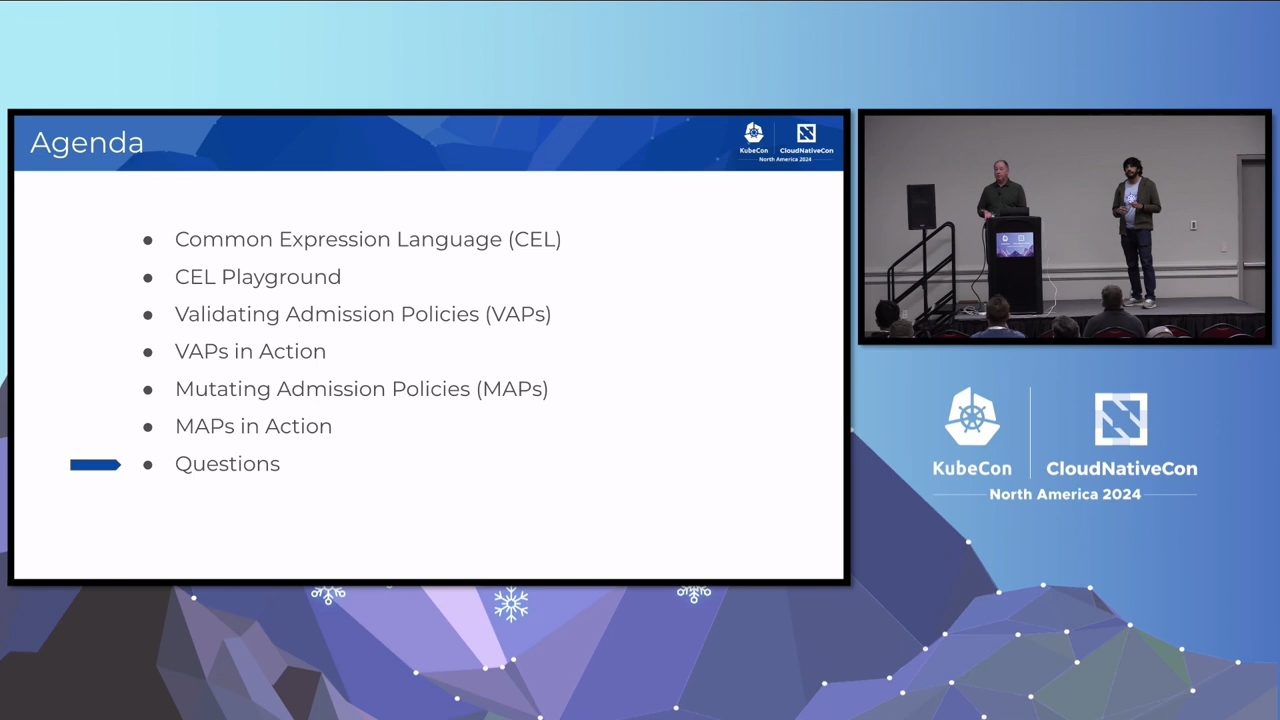 Agenda
KubeCon
CloudNativeCon
North America 2024
Common Expression Language (CEL)
CEL Playground
Validating Admission Policies (VAPs)
VAPs in Action
Mutating Admission Policies (MAPs)
MAPs in Action
Questions
KubeCon
CloudNativeCon
North America 2024